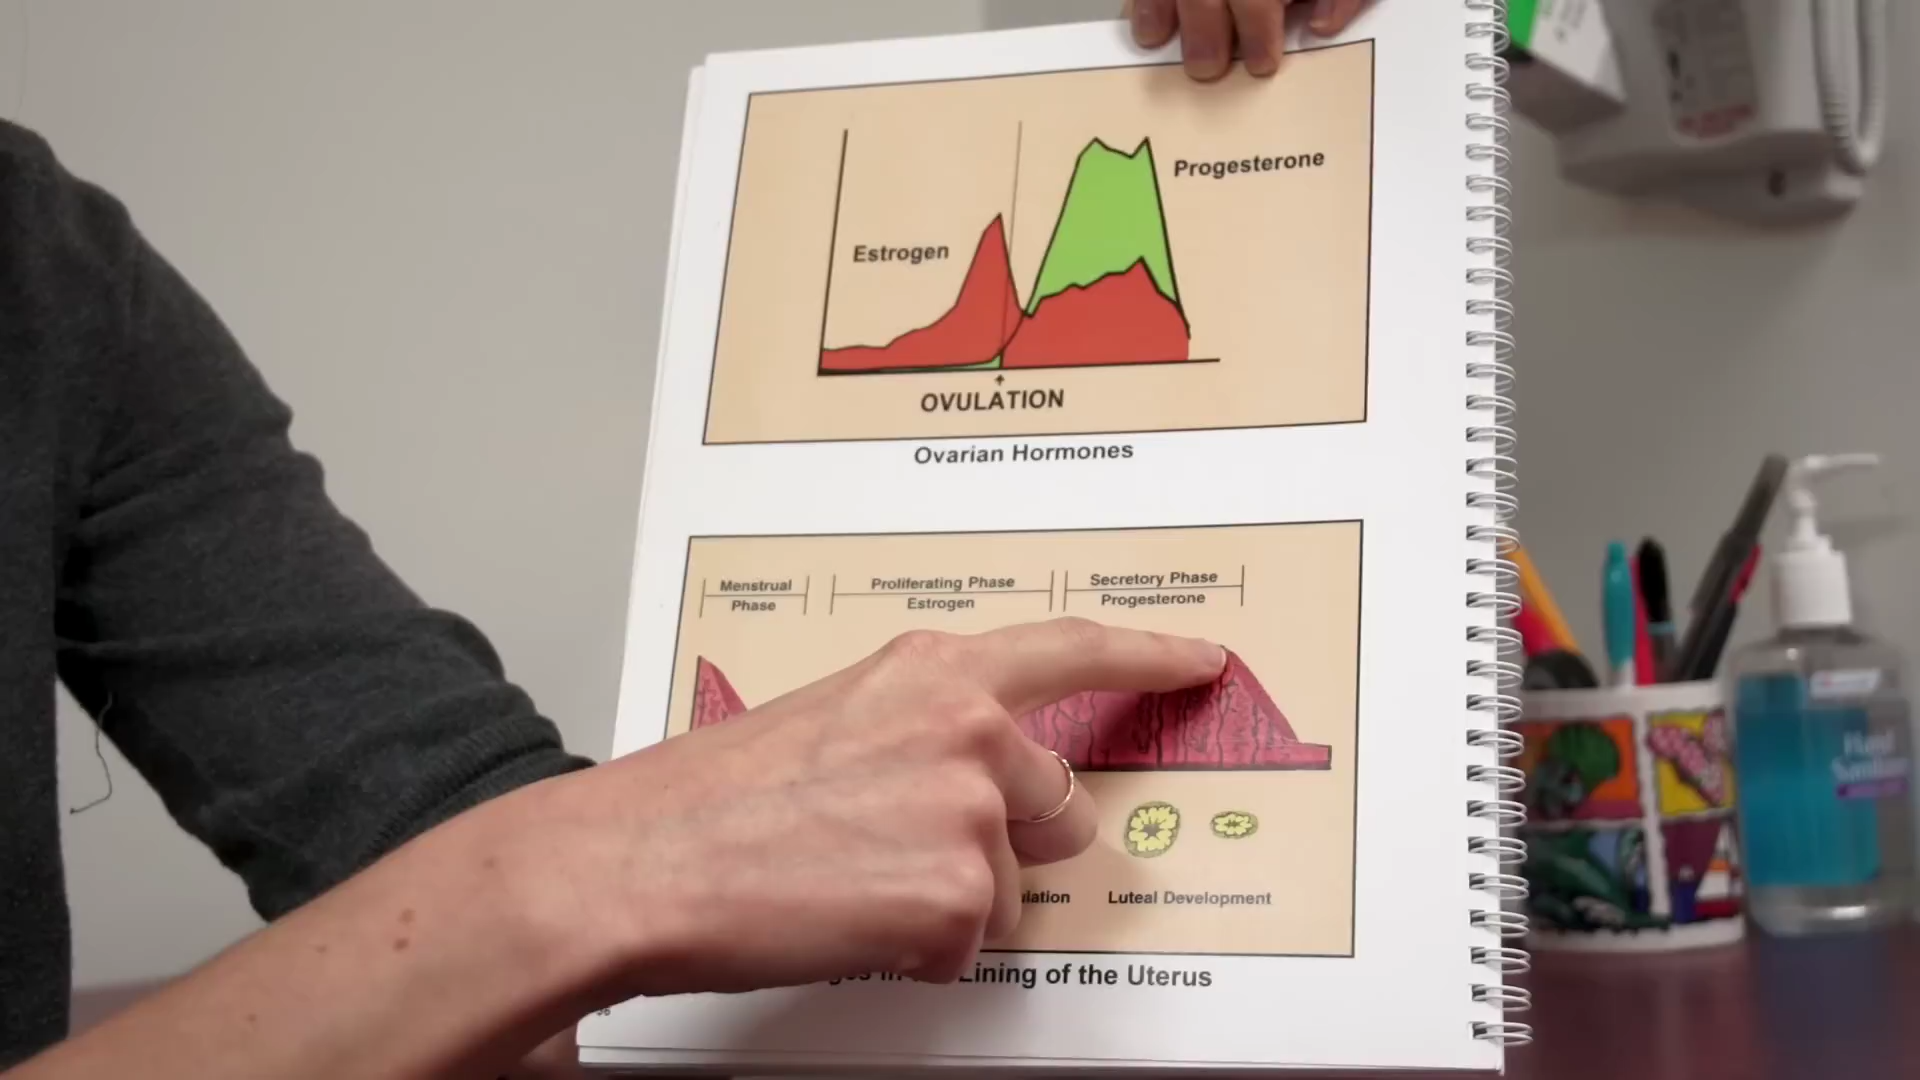 Progesterone
Estrogen
OVULATION
Ovarian Hormones
Menstrual
Phase
Proliferating Phase
Estrogen
Secretory Phase
Progesterone
Luteal Development
Lining of the Uterus
Hand